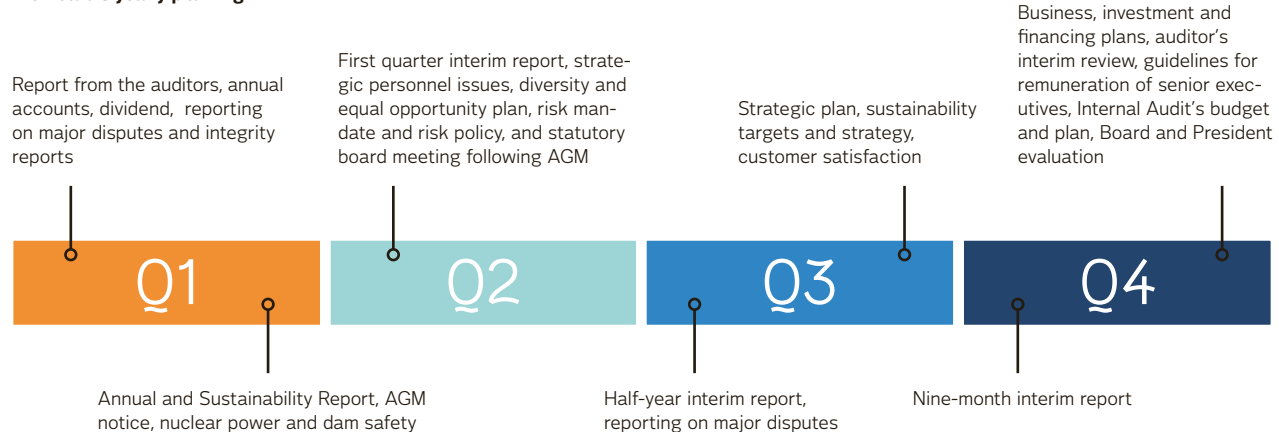 Report from the auditors, annual
accounts, dividend, reporting
on major disputes and integrity
reports
First quarter interim report, strate-
gic personnel issues, diversity and
equal opportunity plan, risk man-
date and risk policy, and statutory
board meeting following AGM
Strategic plan, sustainability
targets and strategy,
customer satisfaction
Business, investment and
financing plans, auditor's
interim review, guidelines for
remuneration of senior exec-
utives, Internal Audit's budget
and plan, Board and President
evaluation
Q1
Q2
Q3
Q4
Annual and Sustainability Report, AGM
notice, nuclear power and dam safety
Half-year interim report,
reporting on major disputes
Nine-month interim report